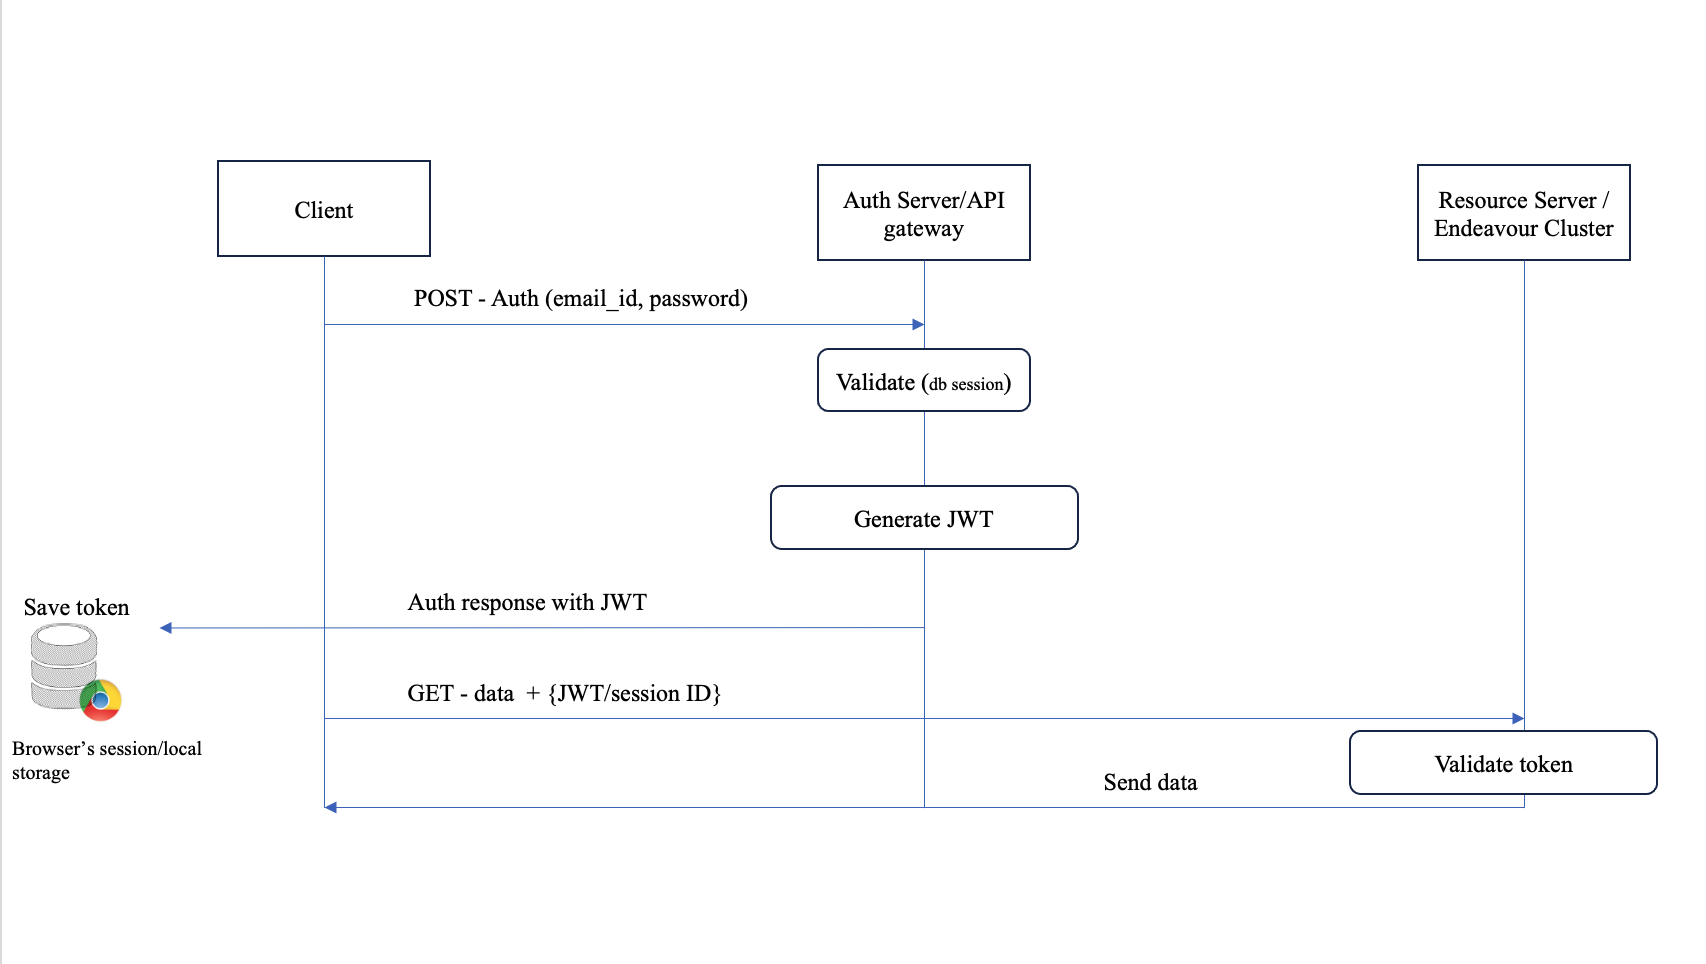 Client
Auth Server/API
gateway
Resource Server /
Endeavour Cluster
POST - Auth (email_id, password)
Validate (db session)
Generate JWT
Auth response with JWT
Save token
GET - data  + {JWT/session ID}
Browser’s session/local
storage
Validate token
Send data